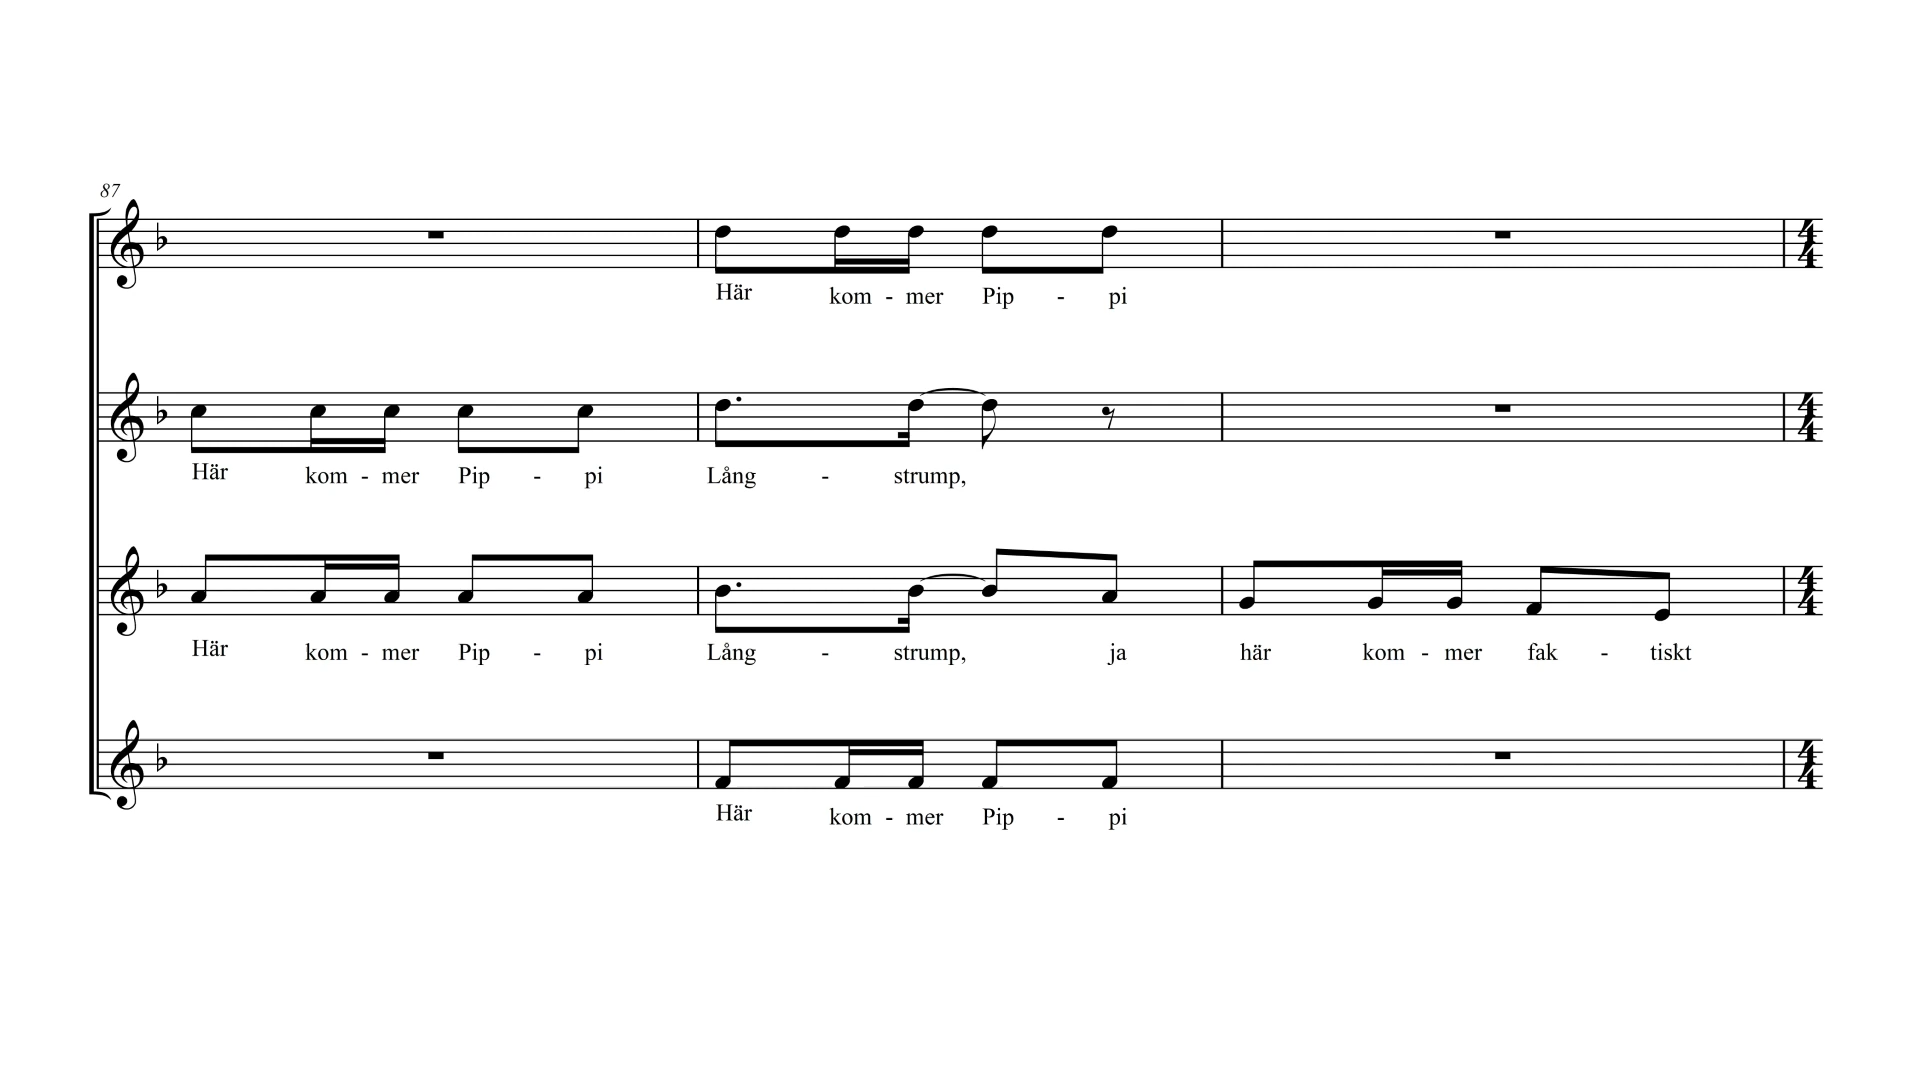 87
Här kom - mer Pip - pi
Här kom - mer Pip - pi Lång - strump,
Här kom - mer Pip - pi Lång - strump, ja här kom - mer fak - tiskt
Här kom - mer Pip - pi